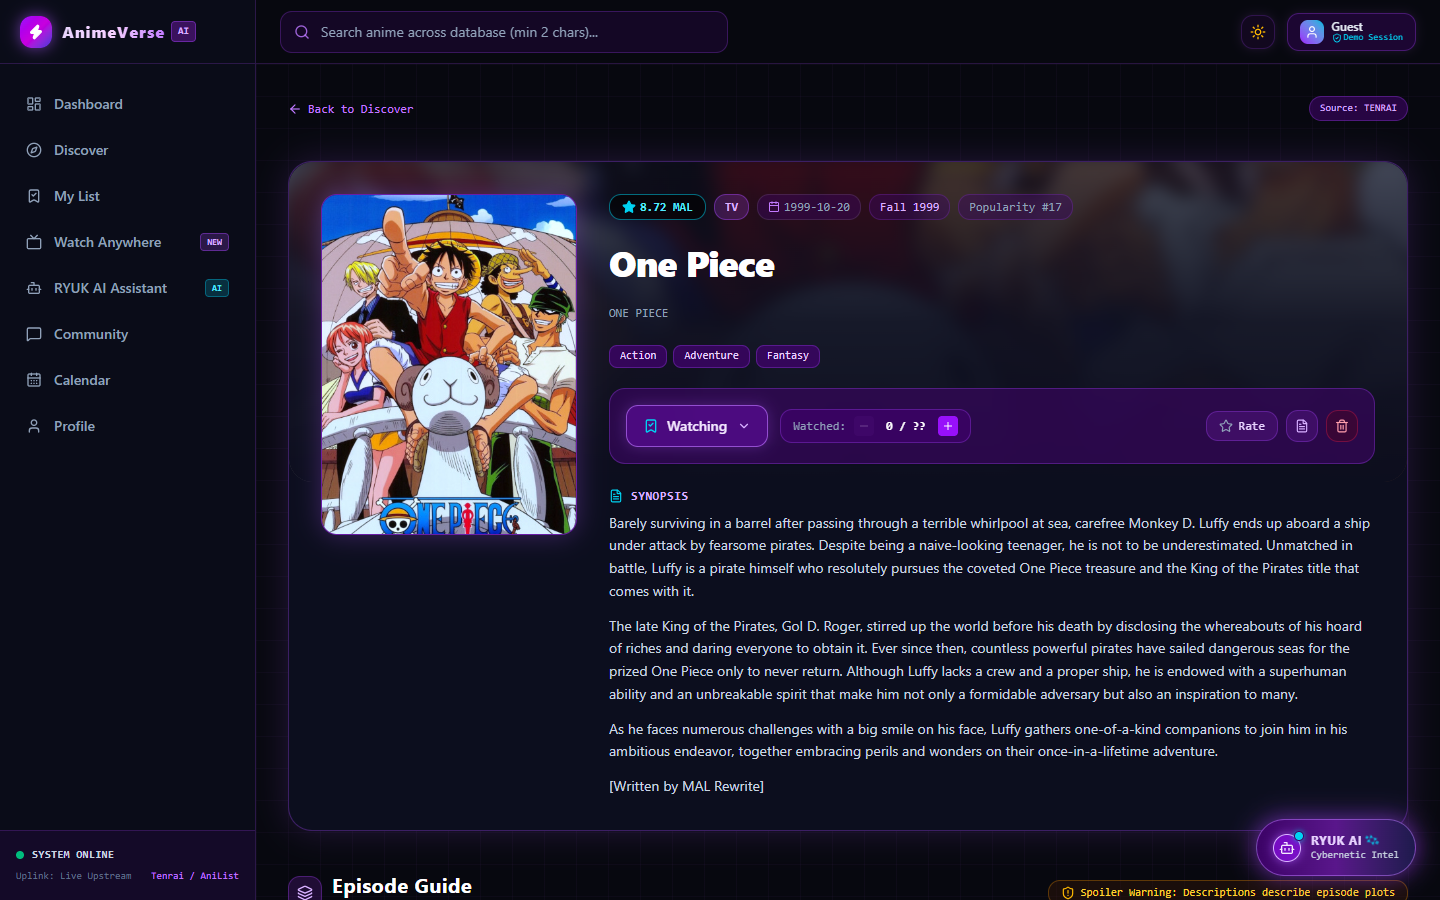 AnimeVerse AI
Search anime across database (min 2 chars)...
Guest
Demo Session
Dashboard
Discover
My List
Watch Anywhere NEW
RYUK AI Assistant AI
Community
Calendar
Profile
SYSTEM ONLINE
Uplink: Live Upstream Tenrai / AniList
Back to Discover
Source: TENRAI
ONE PIECE
8.72 MAL TV 1999-10-20 Fall 1999 Popularity #17
One Piece
ONE PIECE
Action Adventure Fantasy
Watching Watched: − 0 / ?? + Rate
SYNOPSIS
Barely surviving in a barrel after passing through a terrible whirlpool at sea, carefree Monkey D. Luffy ends up aboard a ship
under attack by fearsome pirates. Despite being a naive-looking teenager, he is not to be underestimated. Unmatched in
battle, Luffy is a pirate himself who resolutely pursues the coveted One Piece treasure and the King of the Pirates title that
comes with it.
The late King of the Pirates, Gol D. Roger, stirred up the world before his death by disclosing the whereabouts of his hoard
of riches and daring everyone to obtain it. Ever since then, countless powerful pirates have sailed dangerous seas for the
prized One Piece only to never return. Although Luffy lacks a crew and a proper ship, he is endowed with a superhuman
ability and an unbreakable spirit that make him not only a formidable adversary but also an inspiration to many.
As he faces numerous challenges with a big smile on his face, Luffy gathers one-of-a-kind companions to join him in his
ambitious endeavor, together embracing perils and wonders on their once-in-a-lifetime adventure.
[Written by MAL Rewrite]
RYUK AI
Cybernetic Intel
Episode Guide
Spoiler Warning: Descriptions describe episode plots